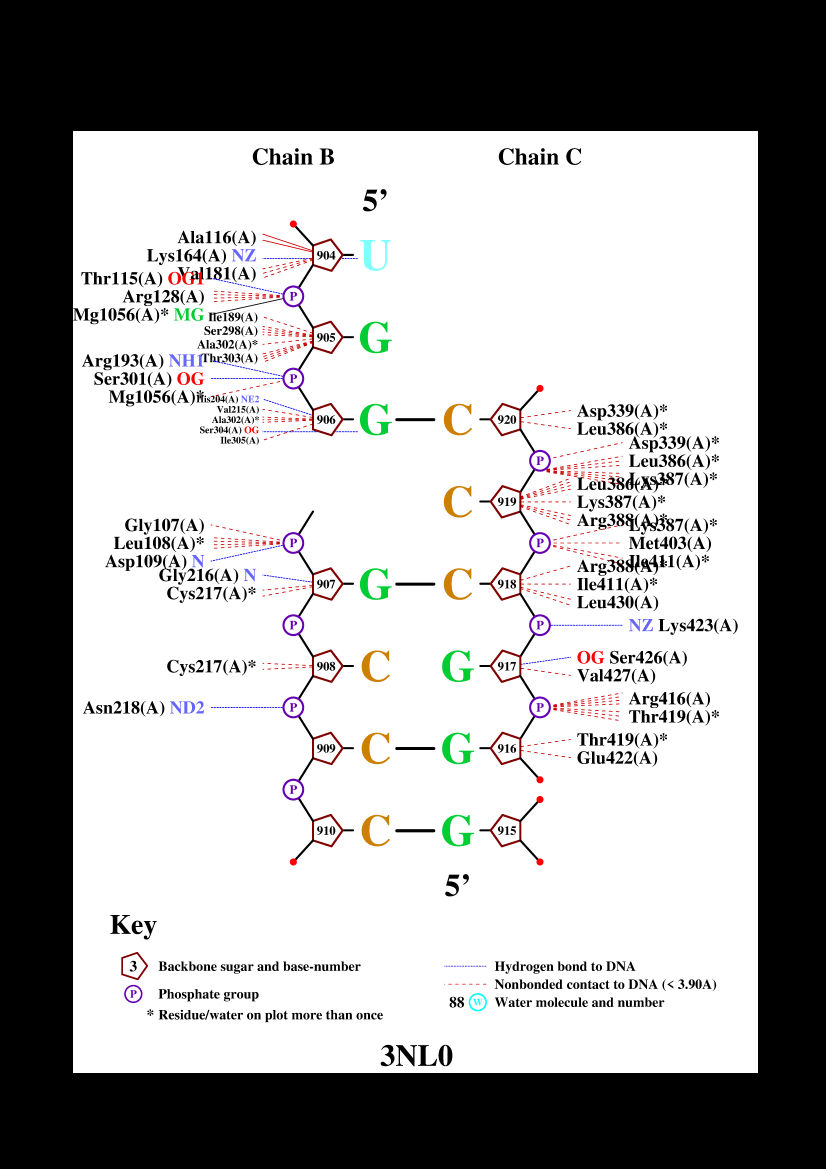 Chain B
Chain C
5’
Ala116(A)
Lys164(A) NZ
Val181(A)
904
U
Thr115(A) OG1
Arg128(A)
Mg1056(A)* MG
P
Ile189(A)
Ser298(A)
Ala302(A)*
Thr303(A)
905
G
Arg193(A) NH1
Ser301(A) OG
Mg1056(A)*
P
His204(A) NE2
Val215(A)
Ala302(A)*
Ser304(A) OG
Ile305(A)
906
G
C
920
Asp339(A)*
Leu386(A)*
P
Asp339(A)*
Leu386(A)*
Lys387(A)*
C
919
Leu386(A)*
Lys387(A)*
Arg388(A)*
Gly107(A)
Leu108(A)*
Asp109(A) N
P
P
Lys387(A)*
Met403(A)
Ile411(A)*
Gly216(A) N
Cys217(A)*
907
G
C
918
Arg388(A)*
Ile411(A)*
Leu430(A)
P
P
NZ Lys423(A)
Cys217(A)*
908
C
G
917
OG Ser426(A)
Val427(A)
Asn218(A) ND2
P
P
Arg416(A)
Thr419(A)*
909
C
G
916
Thr419(A)*
Glu422(A)
P
910
C
G
915
5’
Key
3 Backbone sugar and base-number
P Phosphate group
* Residue/water on plot more than once
Hydrogen bond to DNA
Nonbonded contact to DNA (< 3.90A)
88 W Water molecule and number
3NL0